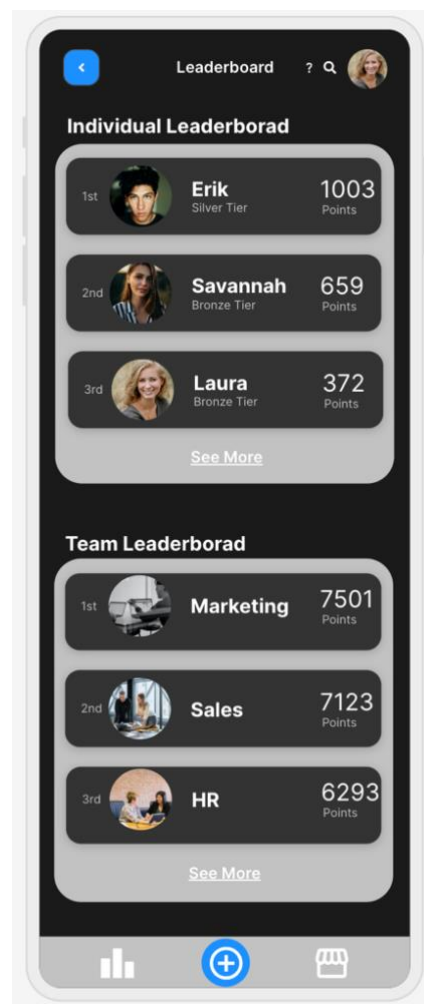 Leaderboard ?
Individual Leaderborad
1st Erik 1003
Silver Tier Points
2nd Savannah 659
Bronze Tier Points
3rd Laura 372
Bronze Tier Points
See More
Team Leaderborad
1st Marketing 7501
Points
2nd Sales 7123
Points
3rd HR 6293
Points
See More